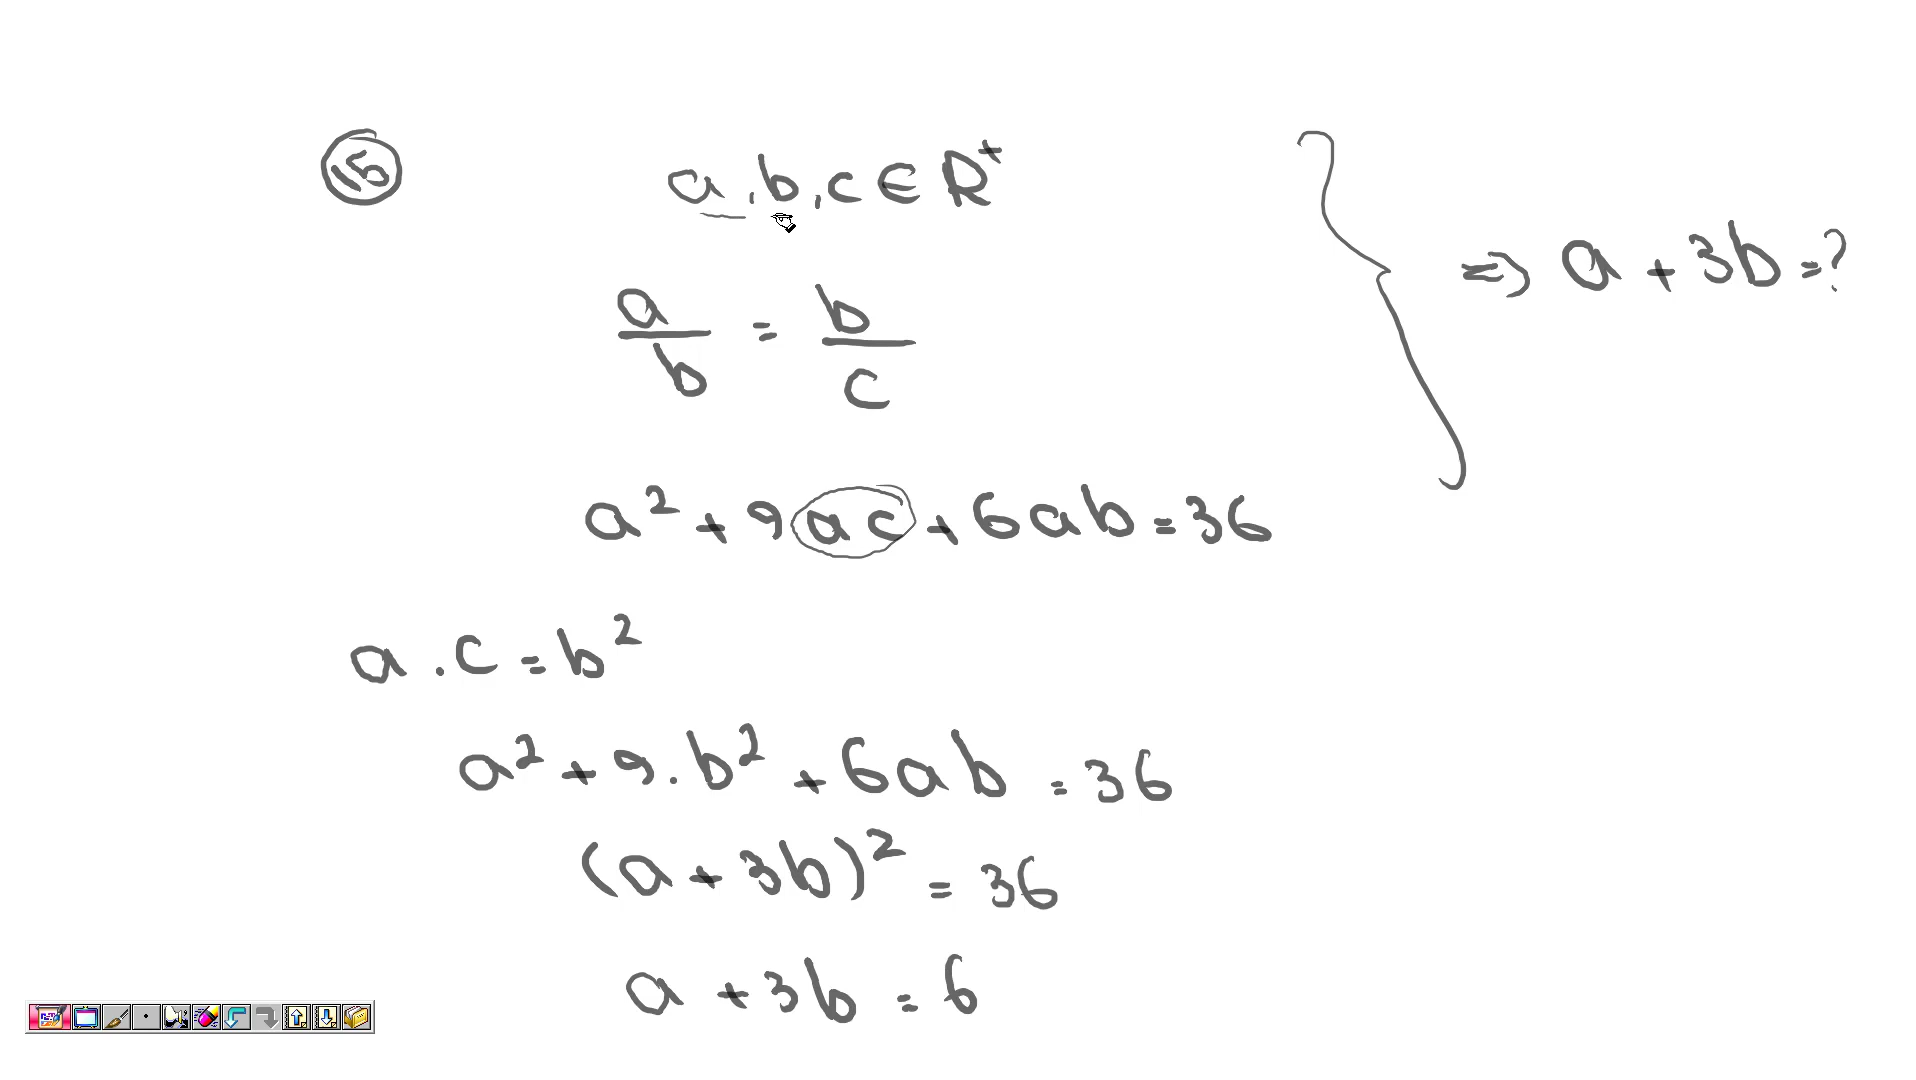 15
a, b, c ∈ R⁺
a/b = b/c
a² + 9ac + 6ab = 36
⇒ a + 3b = ?
a . c = b²
a² + 9 . b² + 6ab = 36
(a + 3b)² = 36
a + 3b = 6